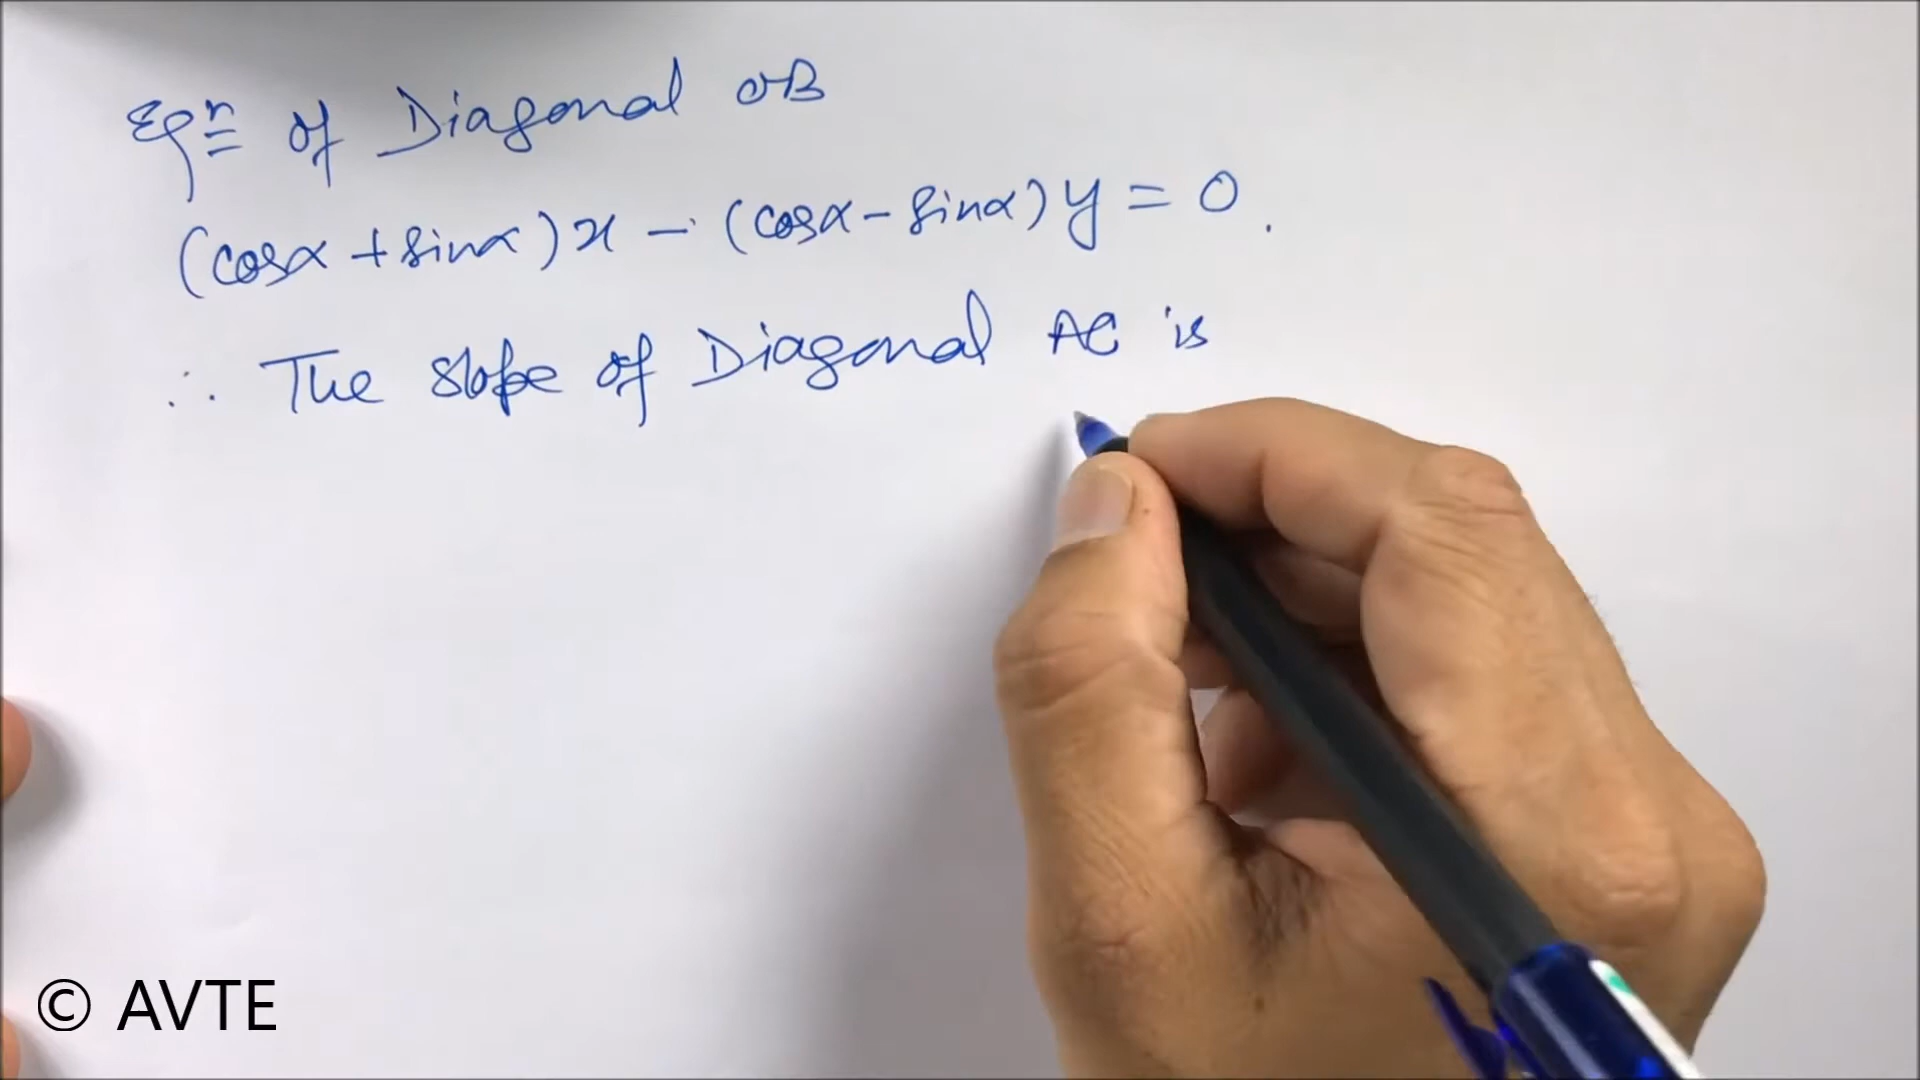 Eqn of Diagonal OB
(cosα + sinα)x - (cosα - sinα)y = 0.
∴ The slope of Diagonal AC is
© AVTE